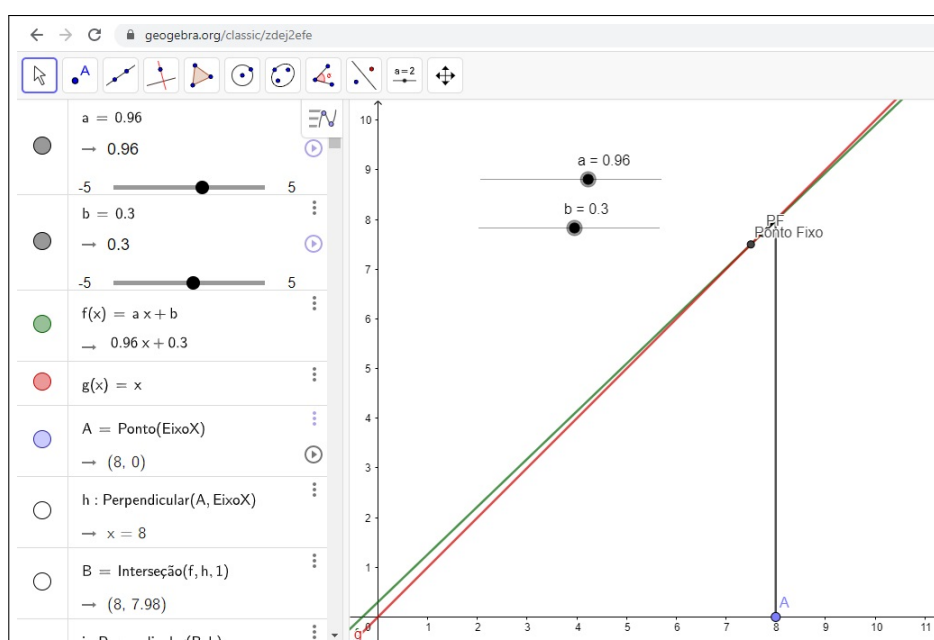 geogebra.org/classic/zdej2efe
A
a=2
a = 0.96
→ 0.96
-5 5
b = 0.3
→ 0.3
-5 5
f(x) = a x + b
→ 0.96 x + 0.3
g(x) = x
A = Ponto(EixoX)
→ (8, 0)
h : Perpendicular(A, EixoX)
→ x = 8
B = Interseção(f, h, 1)
→ (8, 7.98)
a = 0.96
b = 0.3
PF
Ponto Fixo
A
g
10
9
8
7
6
5
4
3
2
1
0 1 2 3 4 5 6 7 8 9 10 11